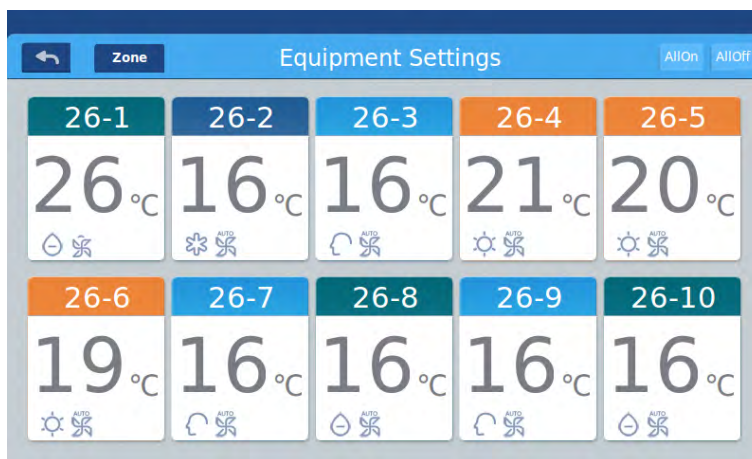 Zone Equipment Settings AllOn AllOff
26-1 26-2 26-3 26-4 26-5
26 °C 16 °C 16 °C 21 °C 20 °C
AUTO AUTO AUTO AUTO
26-6 26-7 26-8 26-9 26-10
19 °C 16 °C 16 °C 16 °C 16 °C
AUTO AUTO AUTO AUTO AUTO